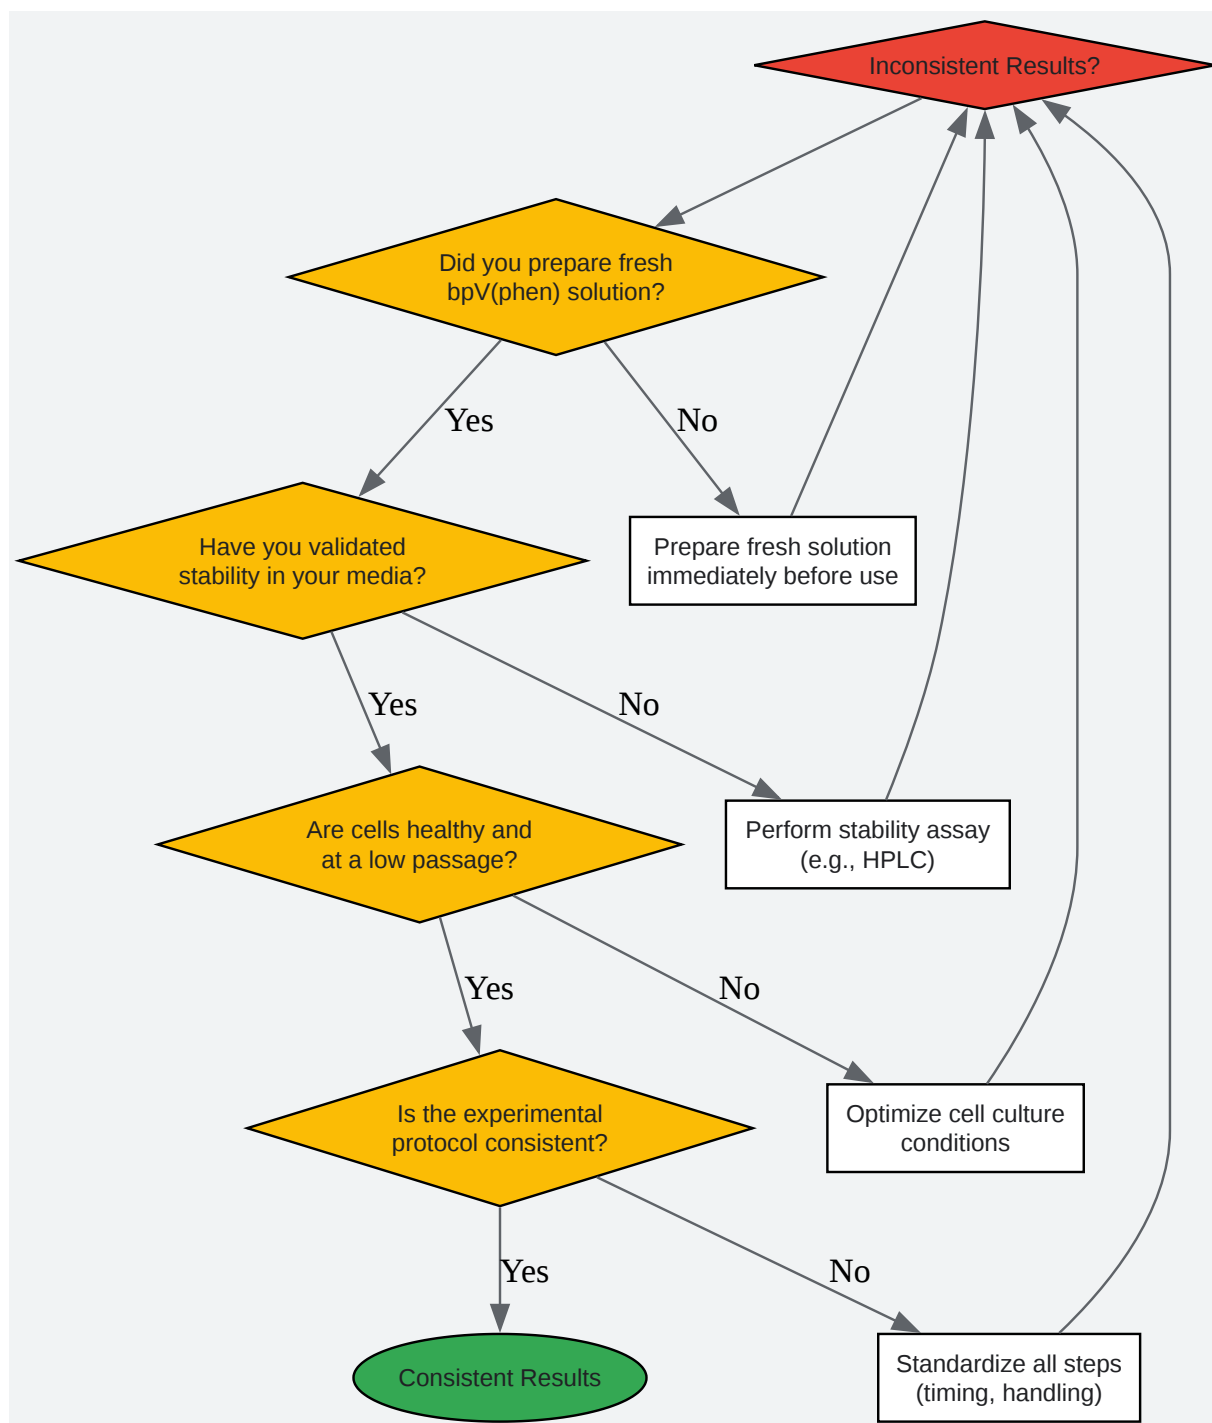 Inconsistent Results?
Did you prepare fresh
bpV(phen) solution?
Yes
No
Have you validated
stability in your media?
Prepare fresh solution
immediately before use
Yes
No
Are cells healthy and
at a low passage?
Perform stability assay
(e.g., HPLC)
Yes
No
Is the experimental
protocol consistent?
Optimize cell culture
conditions
Yes
No
Consistent Results
Standardize all steps
(timing, handling)